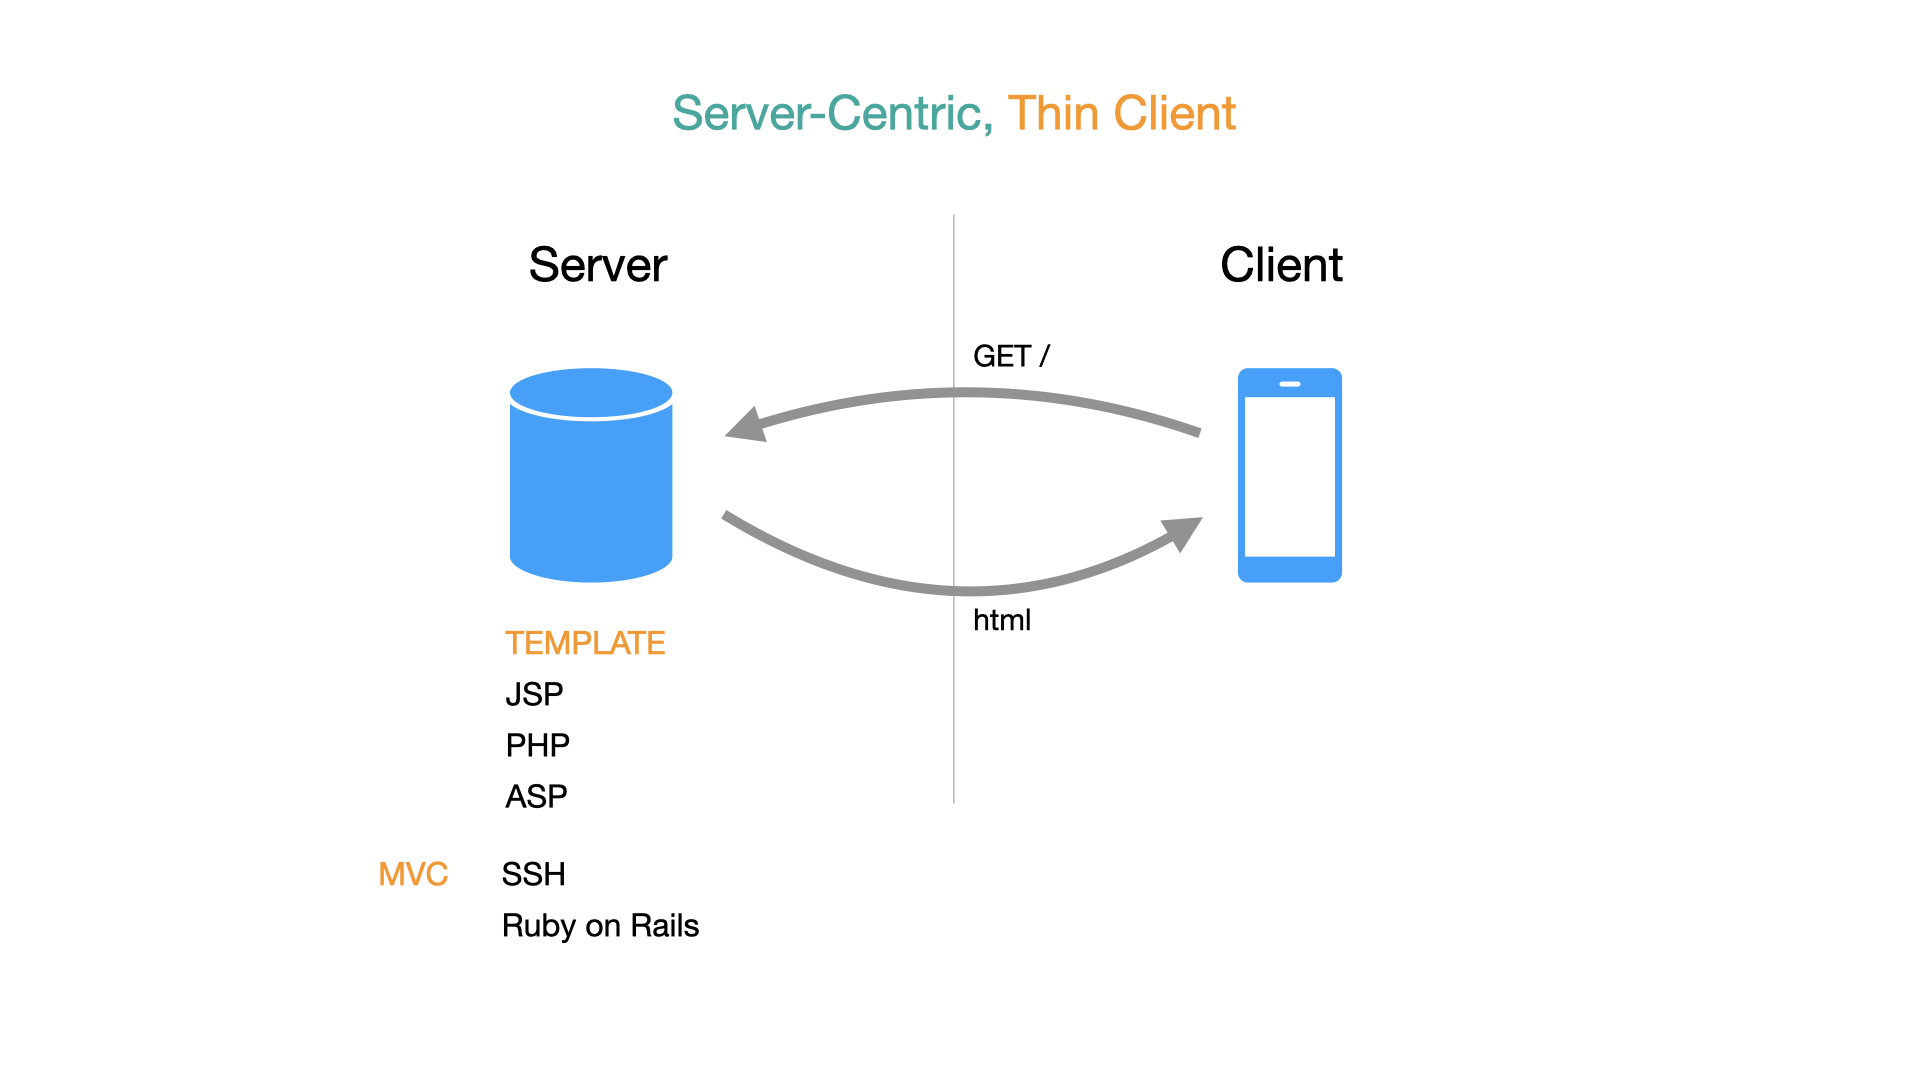 Server-Centric, Thin Client
Server
Client
GET /
html
TEMPLATE
JSP
PHP
ASP
MVC
SSH
Ruby on Rails